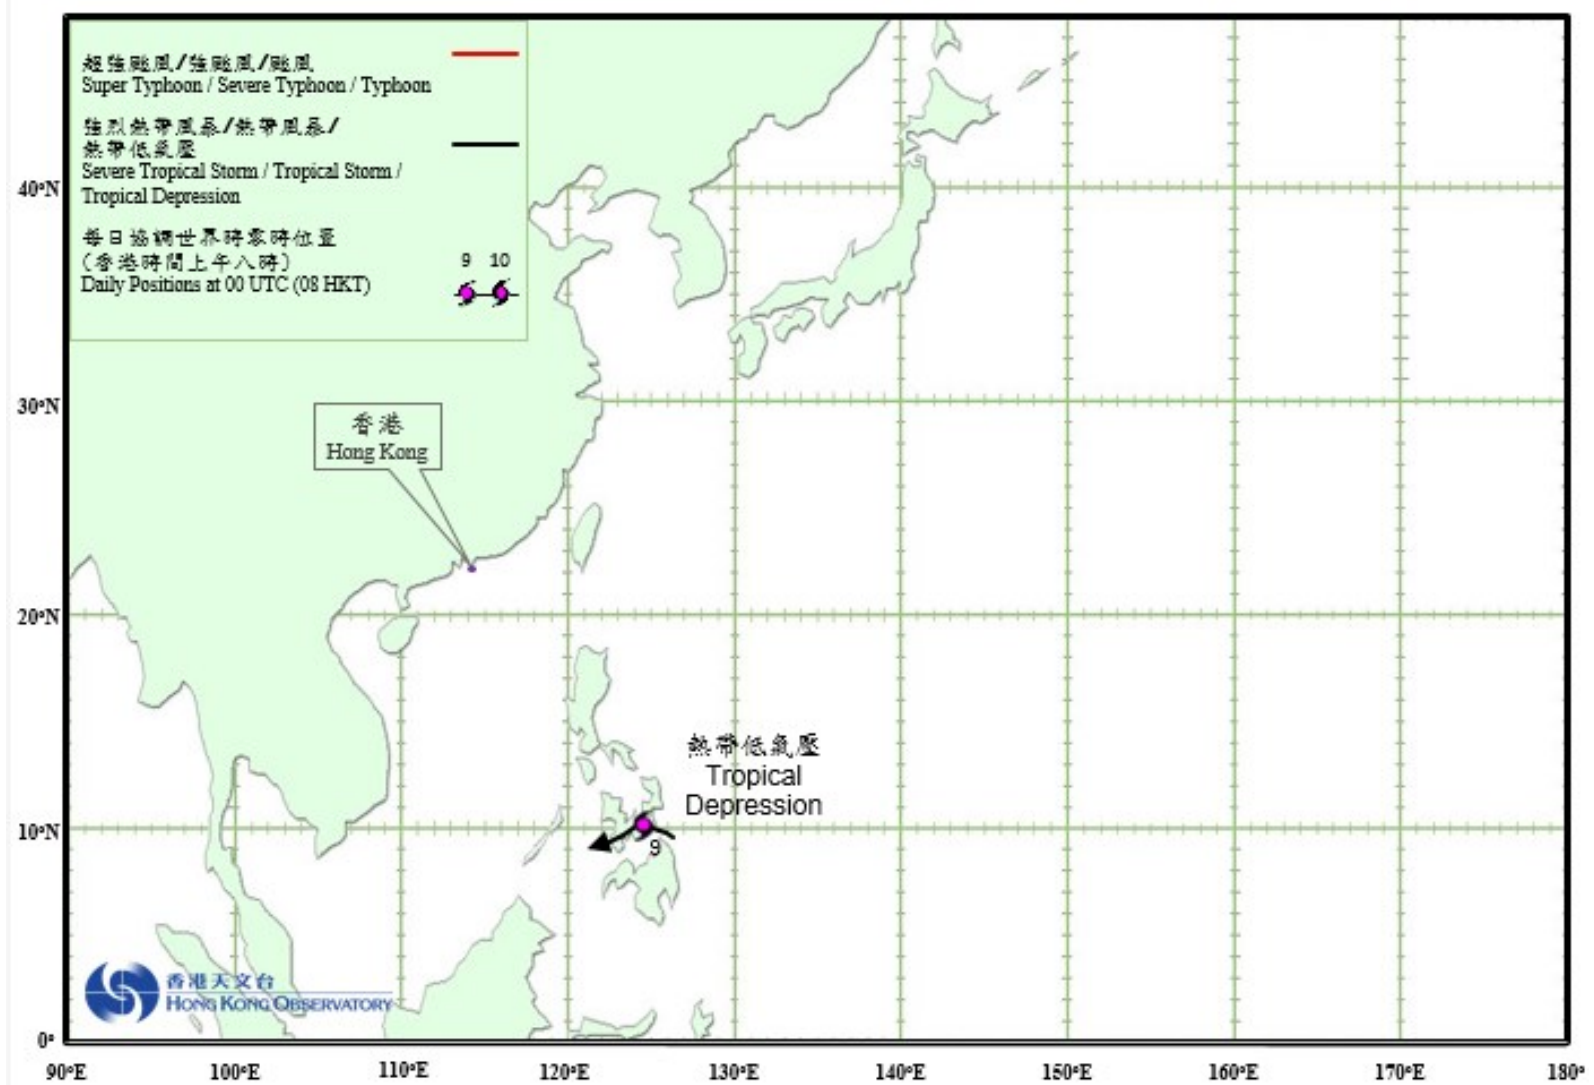 超強颱風/強颱風/颱風
Super Typhoon / Severe Typhoon / Typhoon
強烈熱帶風暴/熱帶風暴/
熱帶低氣壓
Severe Tropical Storm / Tropical Storm /
Tropical Depression
每日協調世界時零時位置
(香港時間上午八時)
Daily Positions at 00 UTC (08 HKT)
9 10
40°N
30°N
香港
Hong Kong
20°N
熱帶低氣壓
Tropical
Depression
10°N
9
香港天文台
HONG KONG OBSERVATORY
0°
90°E 100°E 110°E 120°E 130°E 140°E 150°E 160°E 170°E 180°